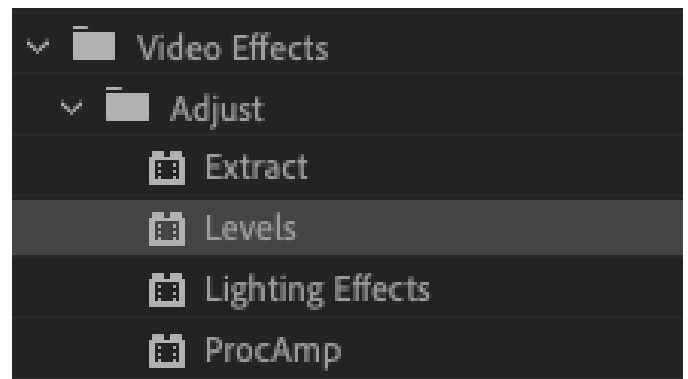 Video Effects
Adjust
Extract
Levels
Lighting Effects
ProcAmp